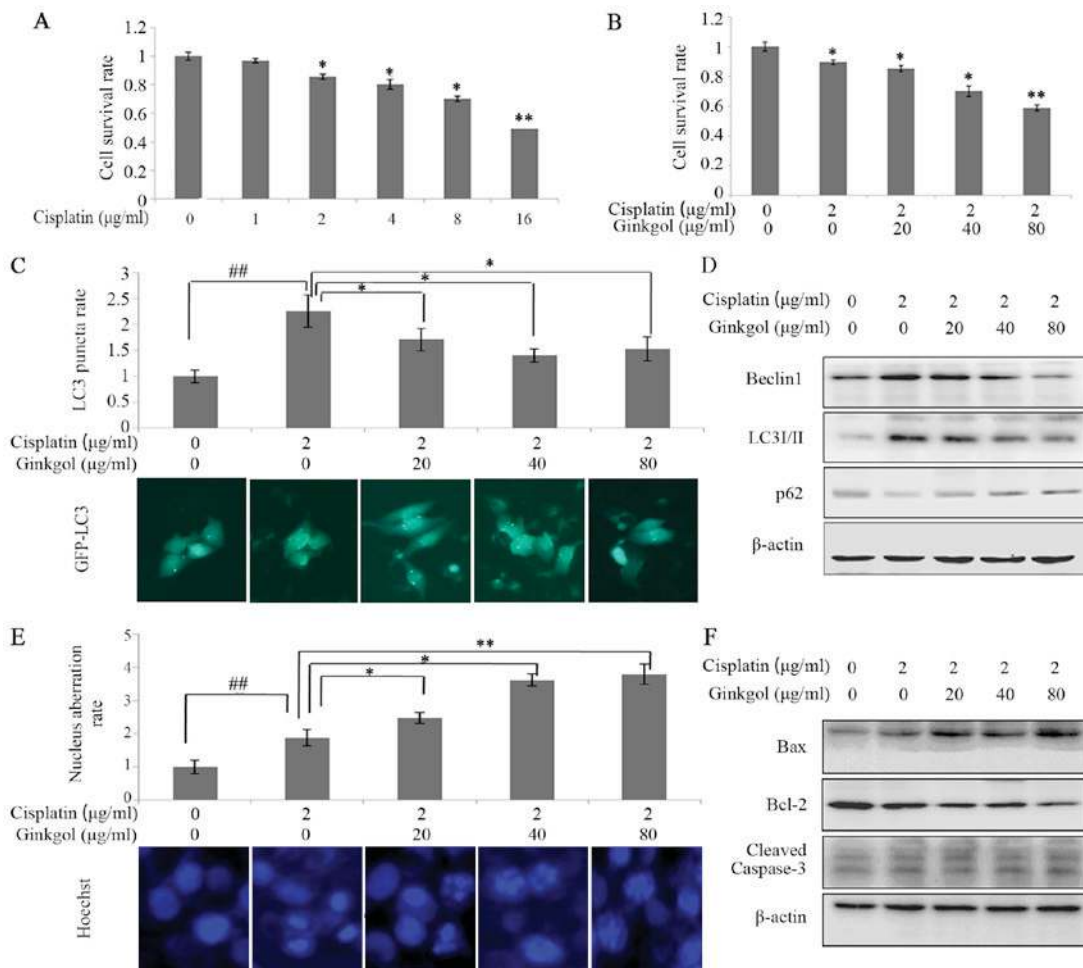 A
Cell survival rate
1.2
1
0.8
0.6
0.4
0.2
0
* * * **
Cisplatin (µg/ml) 0 1 2 4 8 16
B
Cell survival rate
1.2
1
0.8
0.6
0.4
0.2
0
* * * **
Cisplatin (µg/ml) 0 2 2 2 2
Ginkgol (µg/ml) 0 0 20 40 80
C
LC3 puncta rate
3
2.5
2
1.5
1
0.5
0
## * * *
Cisplatin (µg/ml) 0 2 2 2 2
Ginkgol (µg/ml) 0 0 20 40 80
GFP-LC3
D
Cisplatin (µg/ml) 0 2 2 2 2
Ginkgol (µg/ml) 0 0 20 40 80
Beclin1
LC3I/II
p62
β-actin
E
Nucleus aberration
rate
5
4
3
2
1
0
## * * **
Cisplatin (µg/ml) 0 2 2 2 2
Ginkgol (µg/ml) 0 0 20 40 80
Hoechst
F
Cisplatin (µg/ml) 0 2 2 2 2
Ginkgol (µg/ml) 0 0 20 40 80
Bax
Bcl-2
Cleaved
Caspase-3
β-actin